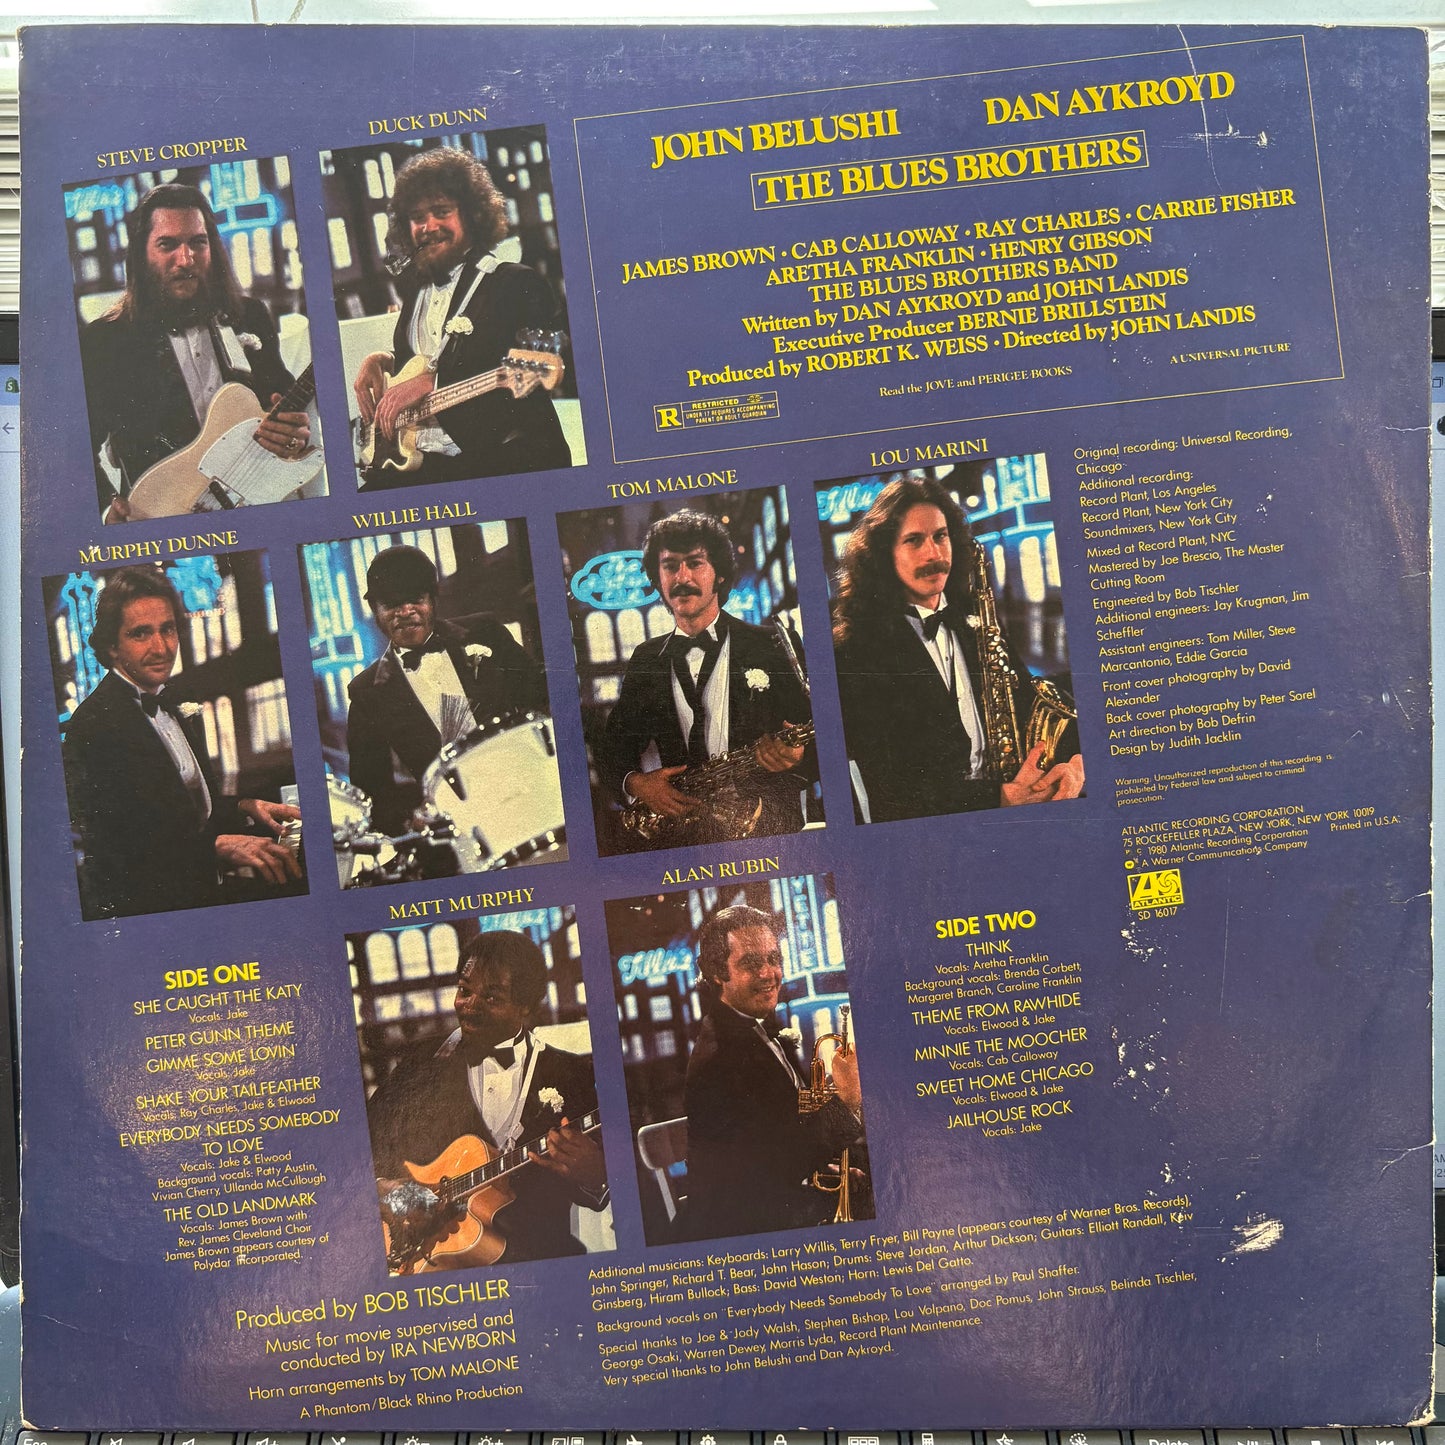 STEVE CROPPER
DUCK DUNN
JOHN BELUSHI DAN AYKROYD
THE BLUES BROTHERS
JAMES BROWN • CAB CALLOWAY • RAY CHARLES • CARRIE FISHER
ARETHA FRANKLIN • HENRY GIBSON
THE BLUES BROTHERS BAND
Written by DAN AYKROYD and JOHN LANDIS
Executive Producer BERNIE BRILLSTEIN
Produced by ROBERT K. WEISS • Directed by JOHN LANDIS
A UNIVERSAL PICTURE
Read the JOVE and PERIGEE BOOKS
R RESTRICTED
UNDER 17 REQUIRES ACCOMPANYING
PARENT OR ADULT GUARDIAN
MURPHY DUNNE
WILLIE HALL
TOM MALONE
LOU MARINI
Original recording: Universal Recording,
Chicago
Additional recording:
Record Plant, Los Angeles
Record Plant, New York City
Soundmixers, New York City
Mixed at Record Plant, NYC
Mastered by Joe Brescio, The Master
Cutting Room
Engineered by Bob Tischler
Additional engineers: Jay Krugman, Jim
Scheffler
Assistant engineers: Tom Miller, Steve
Marcantonio, Eddie Garcia
Front cover photography by David
Alexander
Back cover photography by Peter Sorel
Art direction by Bob Defrin
Design by Judith Jacklin
Warning: Unauthorized reproduction of this recording is
prohibited by Federal law and subject to criminal
prosecution.
ATLANTIC RECORDING CORPORATION
75 ROCKEFELLER PLAZA, NEW YORK, NEW YORK 10019
℗ © 1980 Atlantic Recording Corporation Printed in U.S.A.
A Warner Communications Company
ATLANTIC
SD 16017
MATT MURPHY
ALAN RUBIN
SIDE ONE
SHE CAUGHT THE KATY
Vocals: Jake
PETER GUNN THEME
GIMME SOME LOVIN'
Vocals: Jake
SHAKE YOUR TAILFEATHER
Vocals: Ray Charles, Jake & Elwood
EVERYBODY NEEDS SOMEBODY
TO LOVE
Vocals: Jake & Elwood
Background vocals: Patty Austin,
Vivian Cherry, Ullanda McCullough
THE OLD LANDMARK
Vocals: James Brown with
Rev. James Cleveland Choir
James Brown appears courtesy of
Polydar Incorporated.
SIDE TWO
THINK
Vocals: Aretha Franklin
Background vocals: Brenda Corbett,
Margaret Branch, Caroline Franklin
THEME FROM RAWHIDE
Vocals: Elwood & Jake
MINNIE THE MOOCHER
Vocals: Cab Calloway
SWEET HOME CHICAGO
Vocals: Elwood & Jake
JAILHOUSE ROCK
Vocals: Jake
Produced by BOB TISCHLER
Music for movie supervised and
conducted by IRA NEWBORN
Horn arrangements by TOM MALONE
A Phantom/Black Rhino Production
Additional musicians: Keyboards: Larry Willis, Terry Fryer, Bill Payne (appears courtesy of Warner Bros. Records),
John Springer, Richard T. Bear, John Hason; Drums: Steve Jordan, Arthur Dickson; Guitars: Elliott Randall, Keiv
Ginsberg, Hiram Bullock; Bass: David Weston; Horn: Lewis Del Gatto.
Background vocals on "Everybody Needs Somebody To Love" arranged by Paul Shaffer.
Special thanks to Joe & Jody Walsh, Stephen Bishop, Lou Volpano, Doc Pomus, John Strauss, Belinda Tischler,
George Osaki, Warren Dewey, Morris Lyda, Record Plant Maintenance.
Very special thanks to John Belushi and Dan Aykroyd.
Esc
Delete